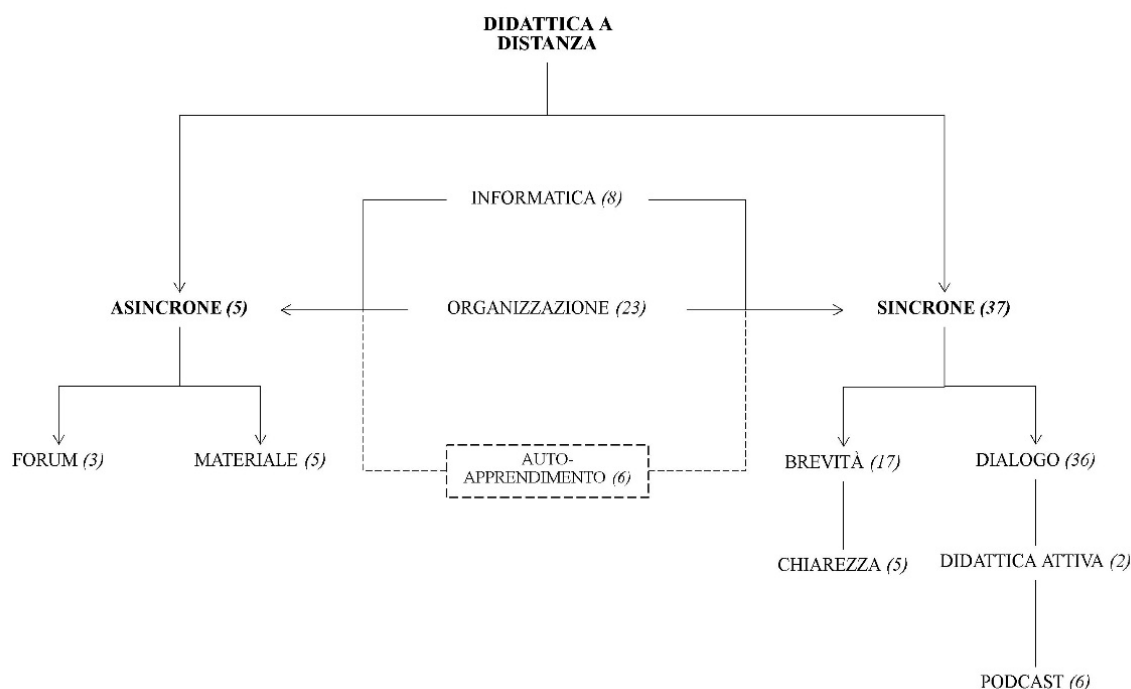 DIDATTICA A
DISTANZA
INFORMATICA (8)
ASINCRONE (5)
ORGANIZZAZIONE (23)
SINCRONE (37)
FORUM (3)
MATERIALE (5)
AUTO-
APPRENDIMENTO (6)
BREVITÀ (17)
DIALOGO (36)
CHIAREZZA (5)
DIDATTICA ATTIVA (2)
PODCAST (6)